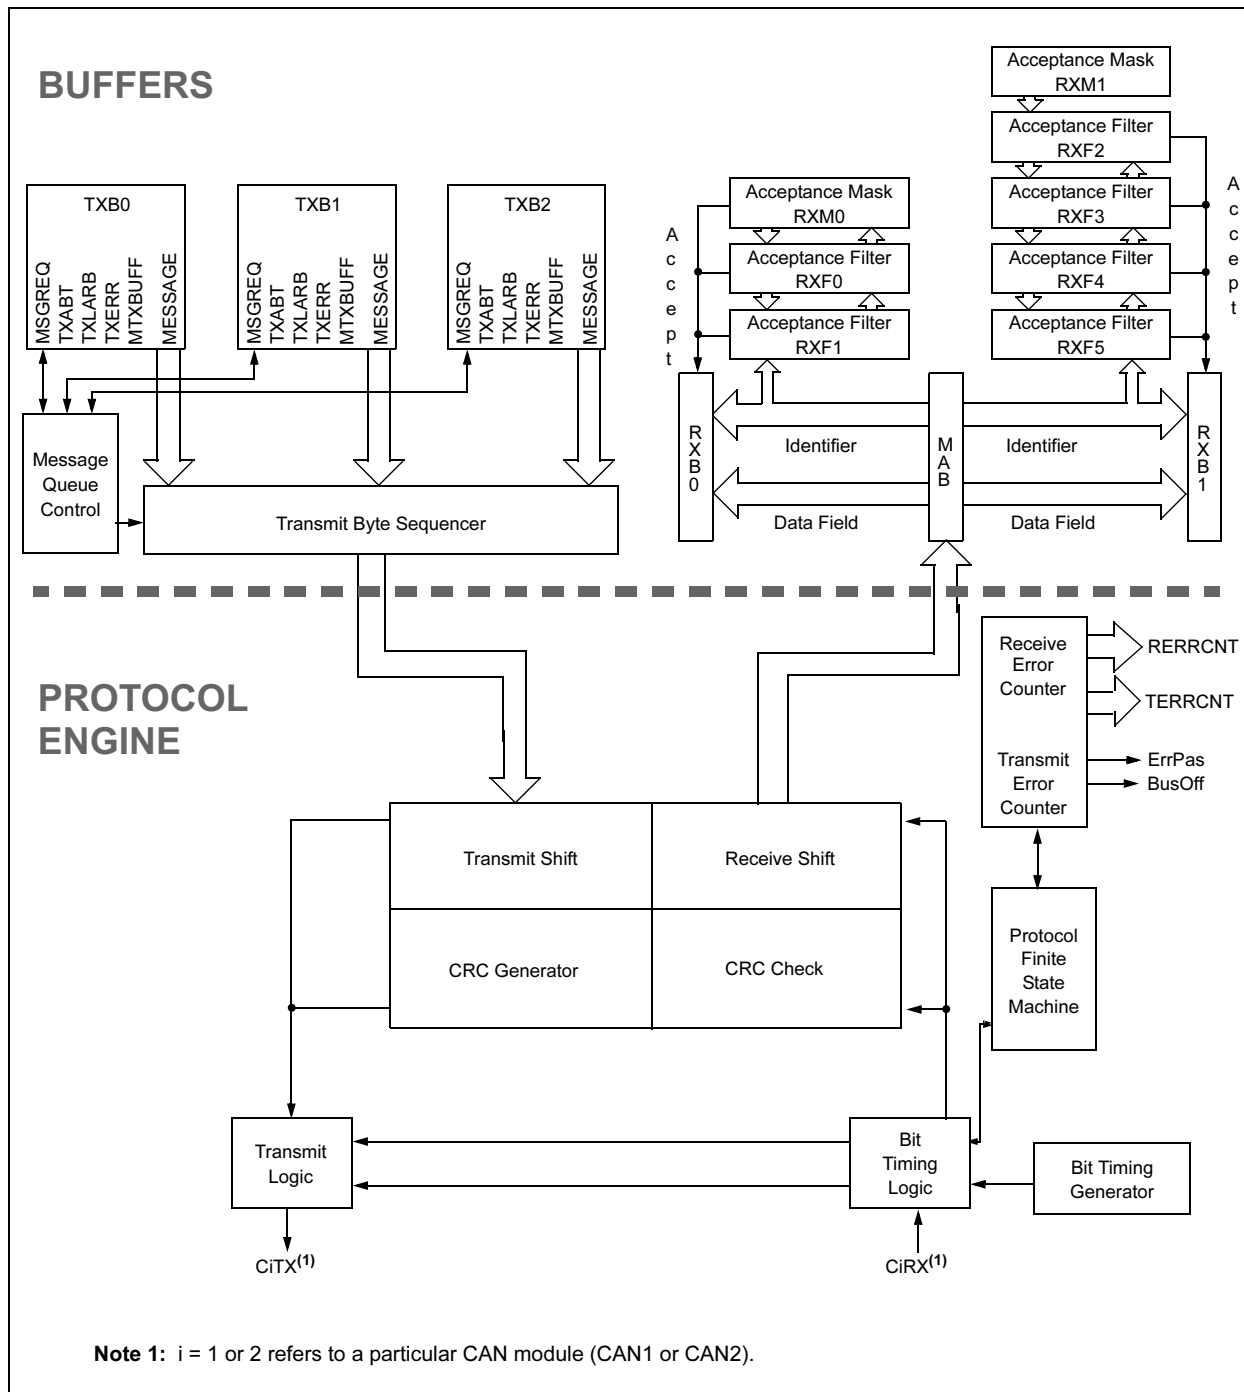 BUFFERS
Acceptance Mask
RXM1
Acceptance Filter
RXF2
Acceptance Filter
RXF3
Acceptance Filter
RXF4
Acceptance Filter
RXF5
Accept
Acceptance Mask
RXM0
Acceptance Filter
RXF0
Acceptance Filter
RXF1
Accept
TXB0
MSGREQ
TXABT
TXLARB
TXERR
MTXBUFF
MESSAGE
TXB1
MSGREQ
TXABT
TXLARB
TXERR
MTXBUFF
MESSAGE
TXB2
MSGREQ
TXABT
TXLARB
TXERR
MTXBUFF
MESSAGE
Message
Queue
Control
Transmit Byte Sequencer
RXB0
Identifier
Data Field
MAB
Identifier
Data Field
RXB1
PROTOCOL
ENGINE
Receive
Error
Counter
Transmit
Error
Counter
RERRCNT
TERRCNT
ErrPas
BusOff
Transmit Shift
Receive Shift
CRC Generator
CRC Check
Protocol
Finite
State
Machine
Transmit
Logic
Bit
Timing
Logic
Bit Timing
Generator
CiTX(1)
CiRX(1)
Note 1: i = 1 or 2 refers to a particular CAN module (CAN1 or CAN2).